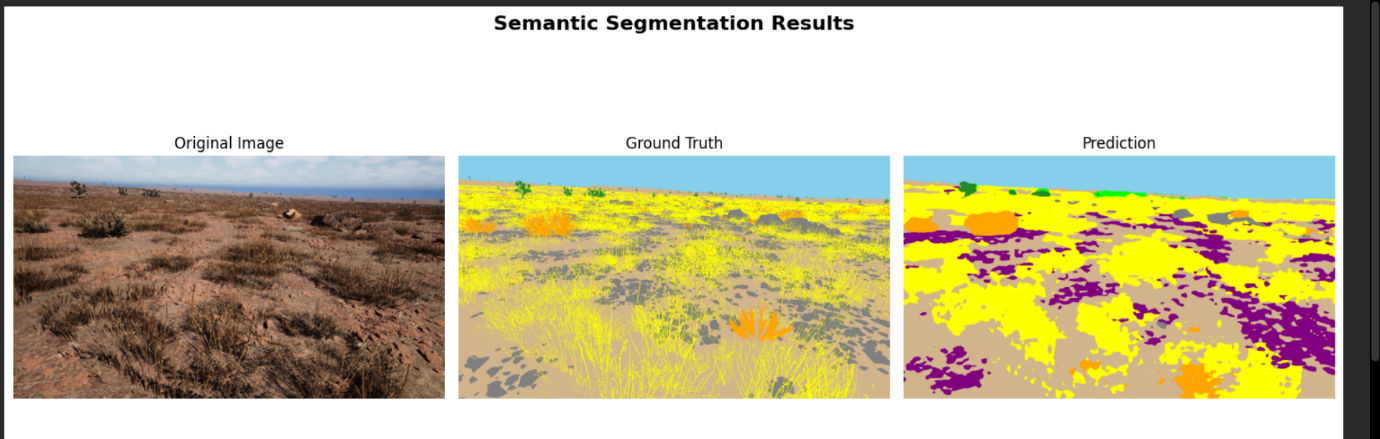 Semantic Segmentation Results
Original Image
Ground Truth
Prediction